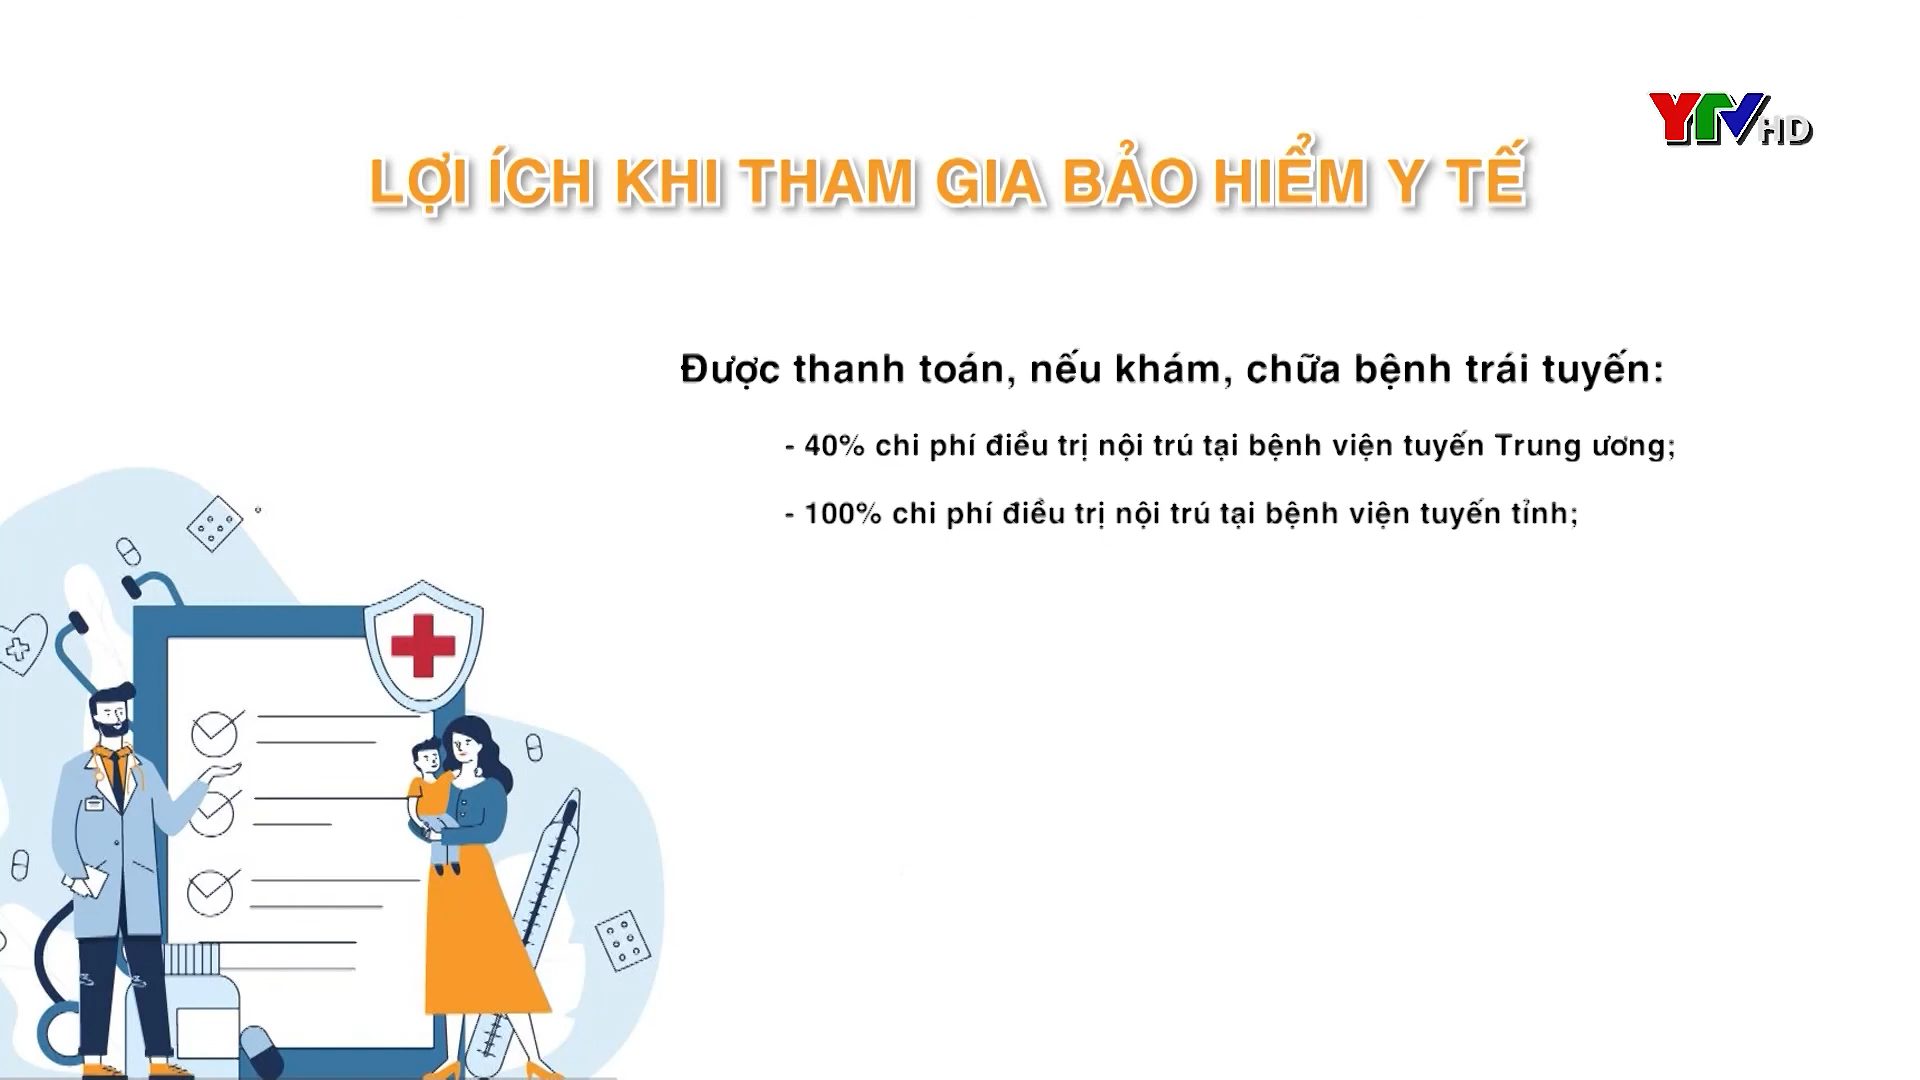 YTV HD
LỢI ÍCH KHI THAM GIA BẢO HIỂM Y TẾ
Được thanh toán, nếu khám, chữa bệnh trái tuyến:
- 40% chi phí điều trị nội trú tại bệnh viện tuyến Trung ương;
- 100% chi phí điều trị nội trú tại bệnh viện tuyến tỉnh;